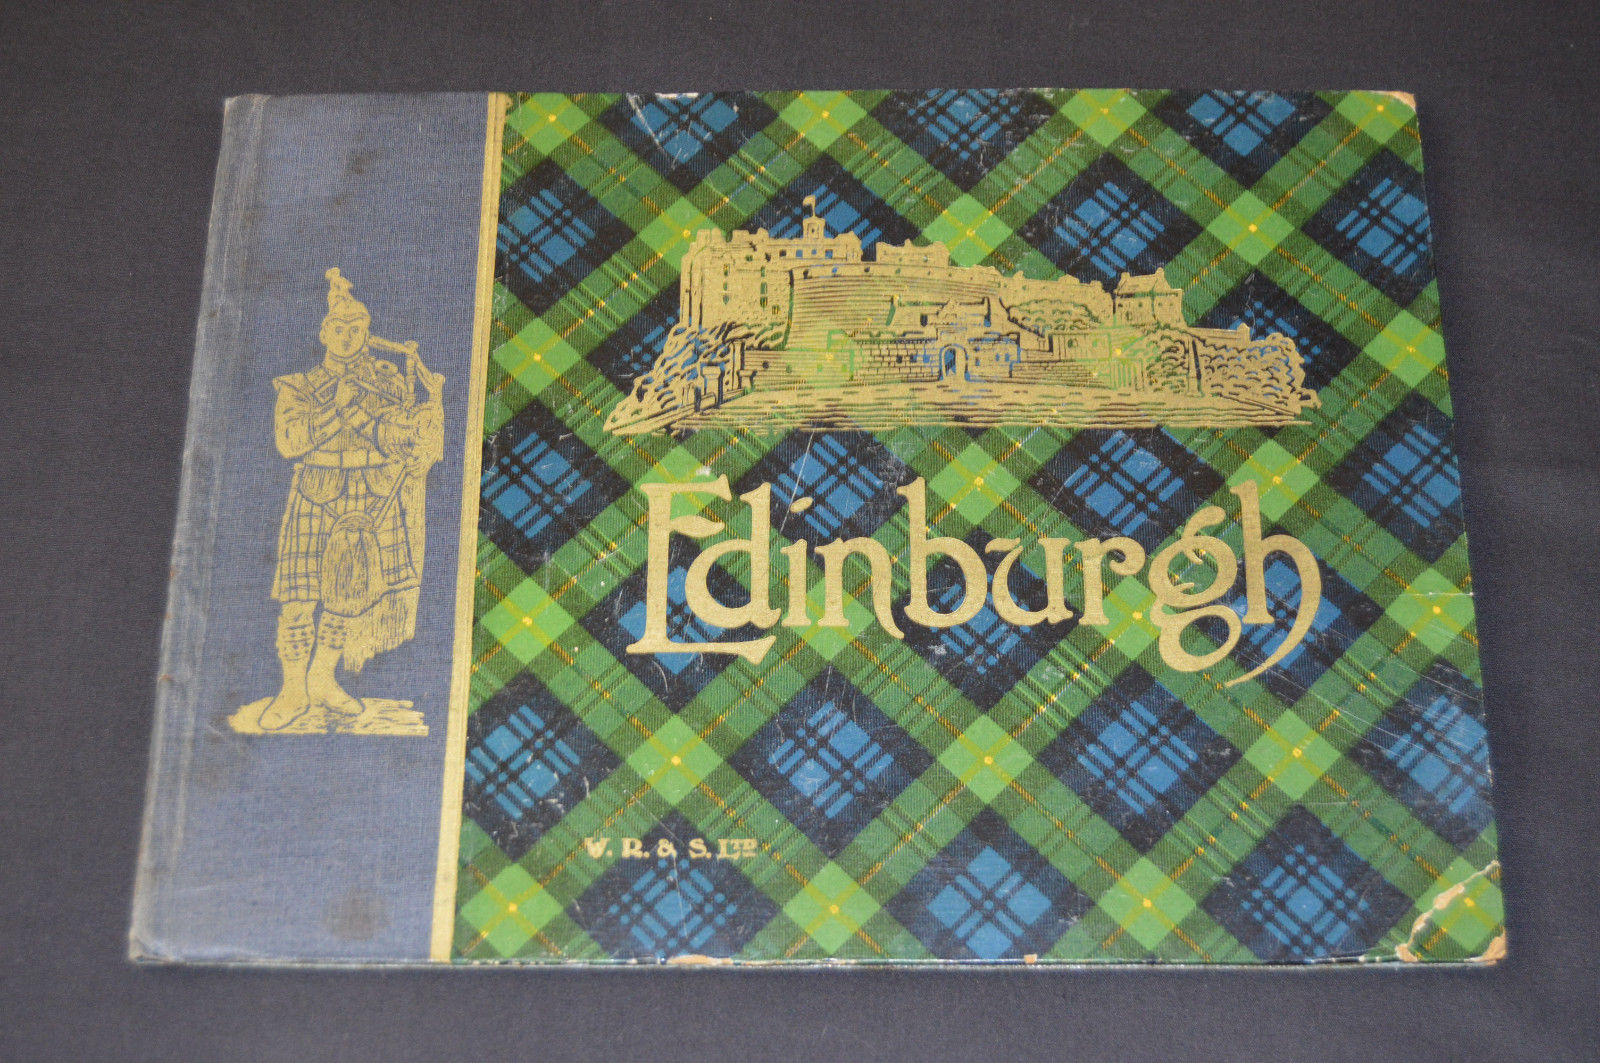 Edinburgh
V. R. & S. LTD